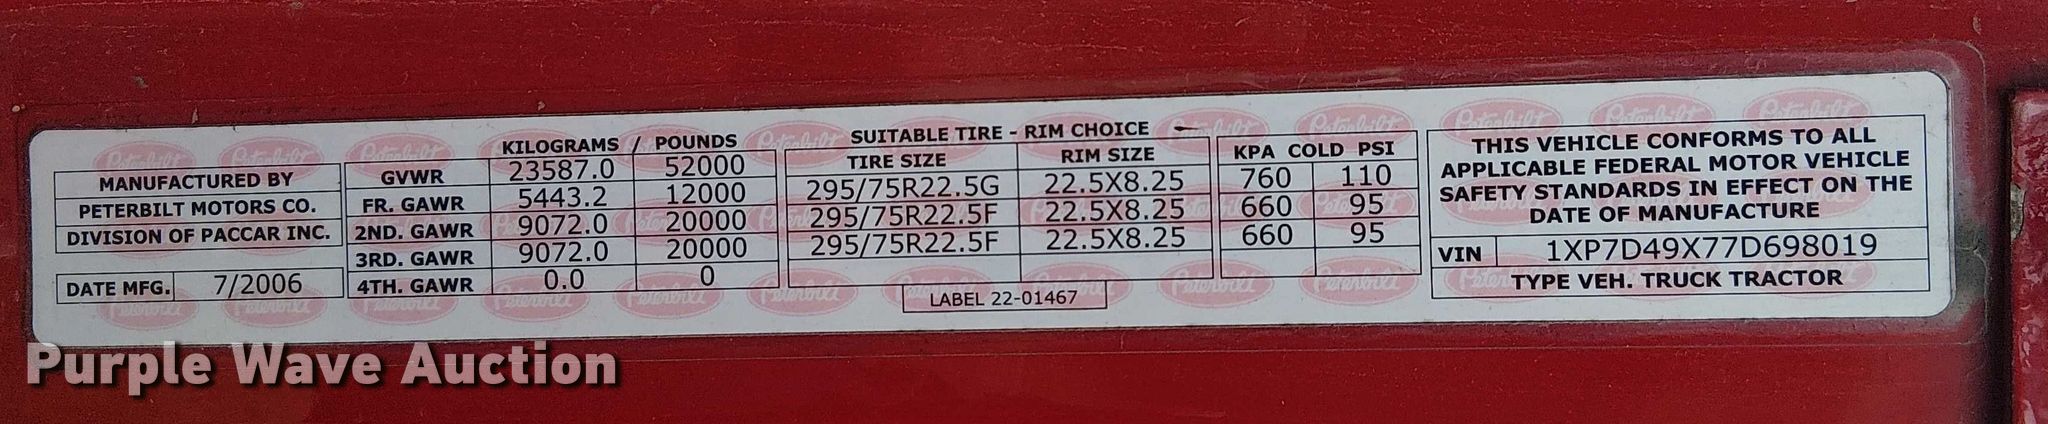 MANUFACTURED BY
PETERBILT MOTORS CO.
DIVISION OF PACCAR INC.
DATE MFG. 7/2006
KILOGRAMS / POUNDS
GVWR 23587.0 52000
FR. GAWR 5443.2 12000
2ND. GAWR 9072.0 20000
3RD. GAWR 9072.0 20000
4TH. GAWR 0.0 0
SUITABLE TIRE - RIM CHOICE
TIRE SIZE RIM SIZE KPA COLD PSI
295/75R22.5G 22.5X8.25 760 110
295/75R22.5F 22.5X8.25 660 95
295/75R22.5F 22.5X8.25 660 95
LABEL 22-01467
THIS VEHICLE CONFORMS TO ALL
APPLICABLE FEDERAL MOTOR VEHICLE
SAFETY STANDARDS IN EFFECT ON THE
DATE OF MANUFACTURE
VIN 1XP7D49X77D698019
TYPE VEH. TRUCK TRACTOR
Peterbilt
Purple Wave Auction